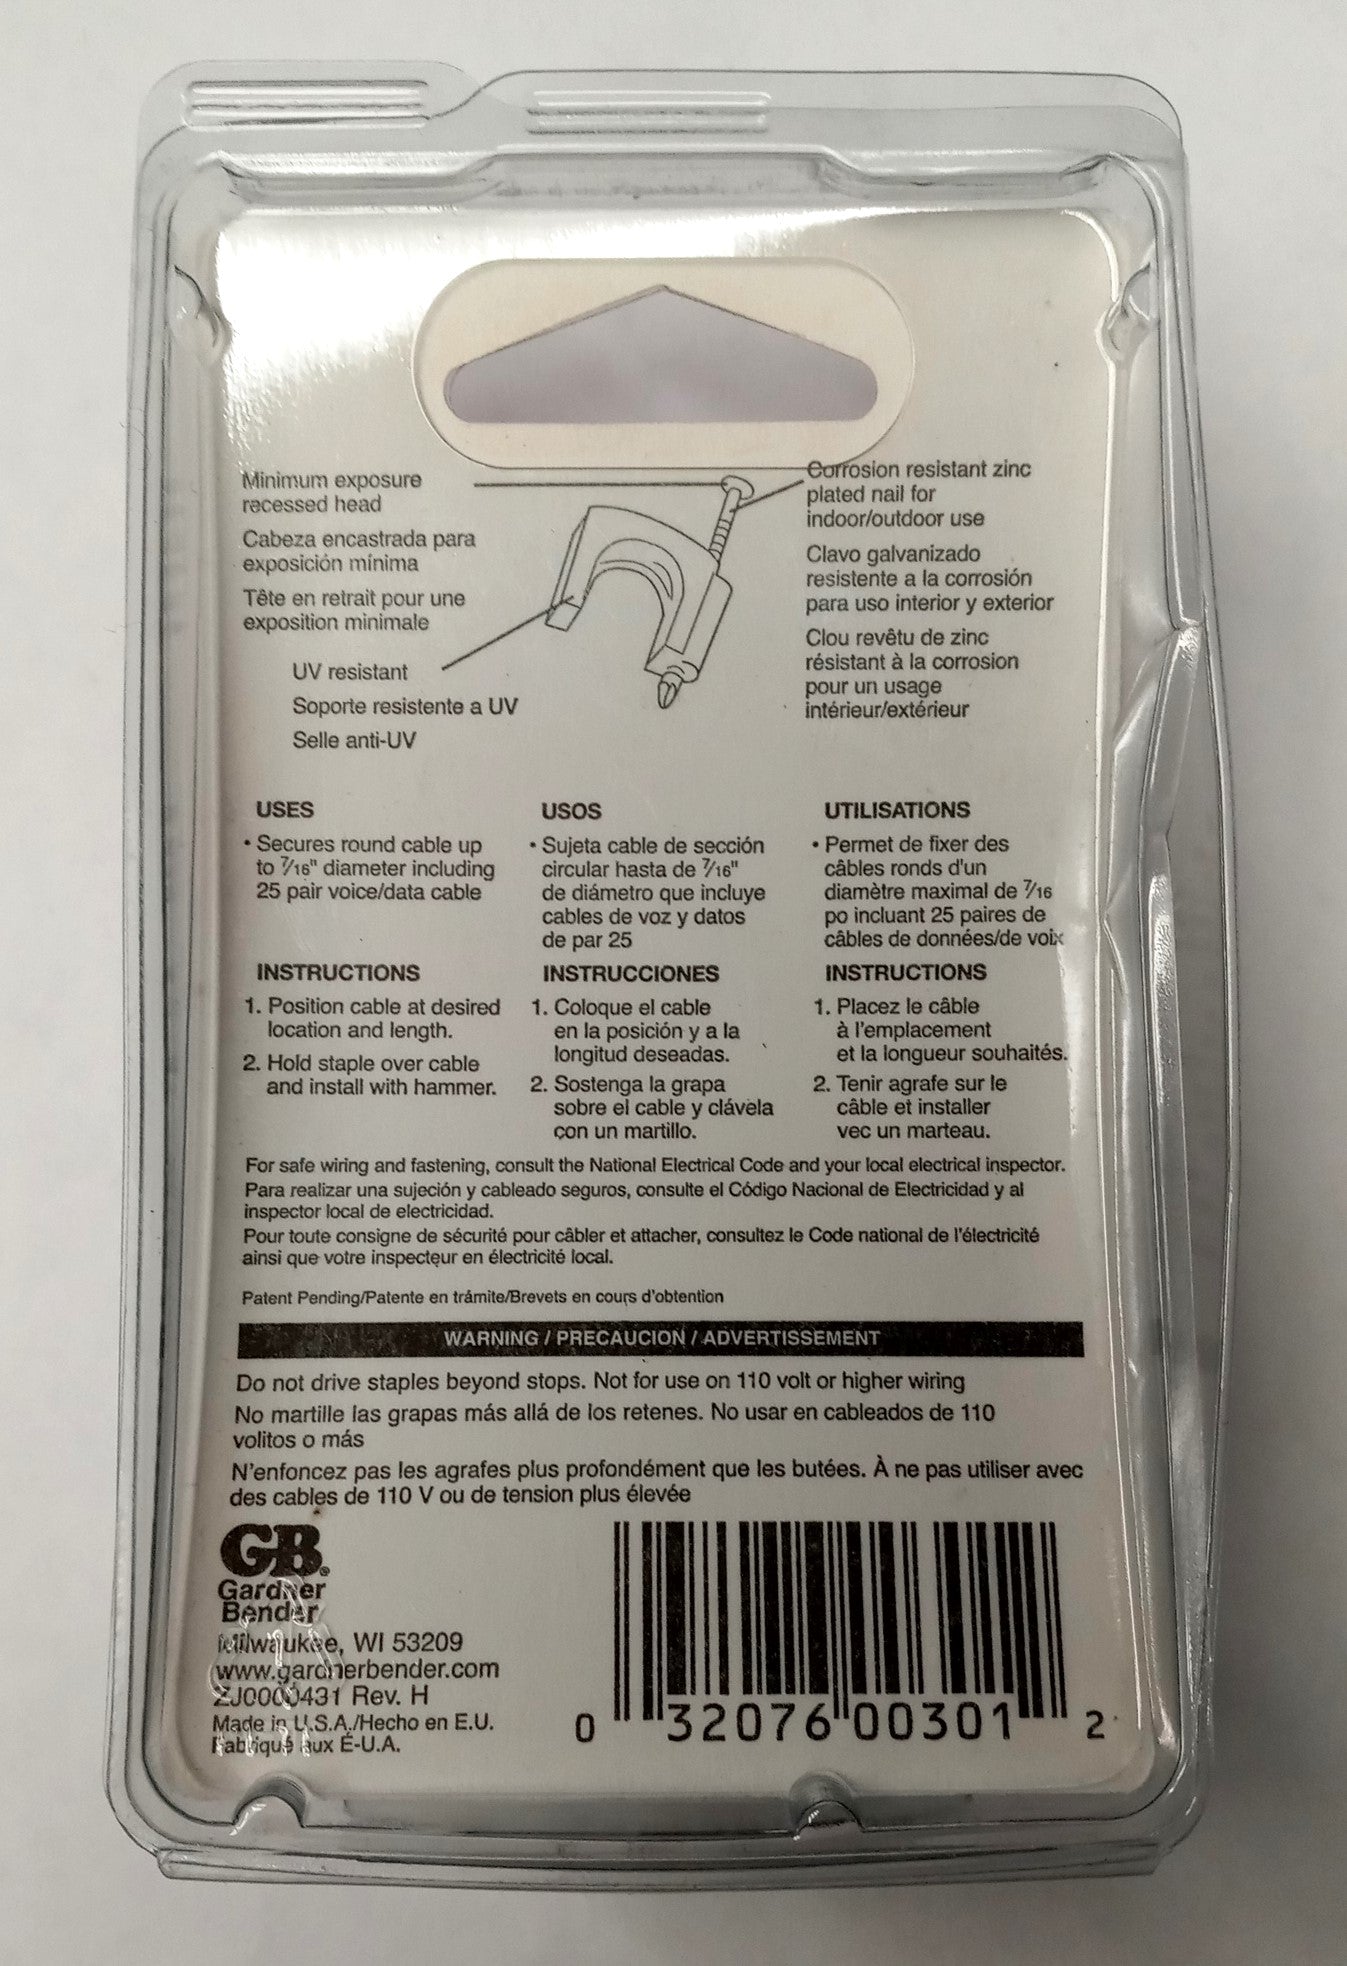 Minimum exposure
recessed head
Cabeza encastrada para
exposición mínima
Tête en retrait pour une
exposition minimale
UV resistant
Soporte resistente a UV
Selle anti-UV
Corrosion resistant zinc
plated nail for
indoor/outdoor use
Clavo galvanizado
resistente a la corrosión
para uso interior y exterior
Clou revêtu de zinc
résistant à la corrosion
pour un usage
intérieur/extérieur
USES
• Secures round cable up
to 7/16" diameter including
25 pair voice/data cable
INSTRUCTIONS
1. Position cable at desired
location and length.
2. Hold staple over cable
and install with hammer.
USOS
• Sujeta cable de sección
circular hasta de 7/16"
de diámetro que incluye
cables de voz y datos
de par 25
INSTRUCCIONES
1. Coloque el cable
en la posición y a la
longitud deseadas.
2. Sostenga la grapa
sobre el cable y clávela
con un martillo.
UTILISATIONS
• Permet de fixer des
câbles ronds d'un
diamètre maximal de 7/16
po incluant 25 paires de
câbles de données/de voix
INSTRUCTIONS
1. Placez le câble
à l'emplacement
et la longueur souhaités.
2. Tenir agrafe sur le
câble et installer
vec un marteau.
For safe wiring and fastening, consult the National Electrical Code and your local electrical inspector.
Para realizar una sujeción y cableado seguros, consulte el Código Nacional de Electricidad y al
inspector local de electricidad.
Pour toute consigne de sécurité pour câbler et attacher, consultez le Code national de l'électricité
ainsi que votre inspecteur en électricité local.
Patent Pending/Patente en trámite/Brevets en cours d'obtention
WARNING / PRECAUCION / ADVERTISSEMENT
Do not drive staples beyond stops. Not for use on 110 volt or higher wiring
No martille las grapas más allá de los retenes. No usar en cableados de 110
volitos o más
N'enfoncez pas les agrafes plus profondément que les butées. À ne pas utiliser avec
des cables de 110 V ou de tension plus élevée
GB®
Gardner
Bender
Milwaukee, WI 53209
www.gardnerbender.com
ZJ0000431 Rev. H
Made in U.S.A./Hecho en E.U.
Fabriqué aux É-U.A.
0 32076 00301 2